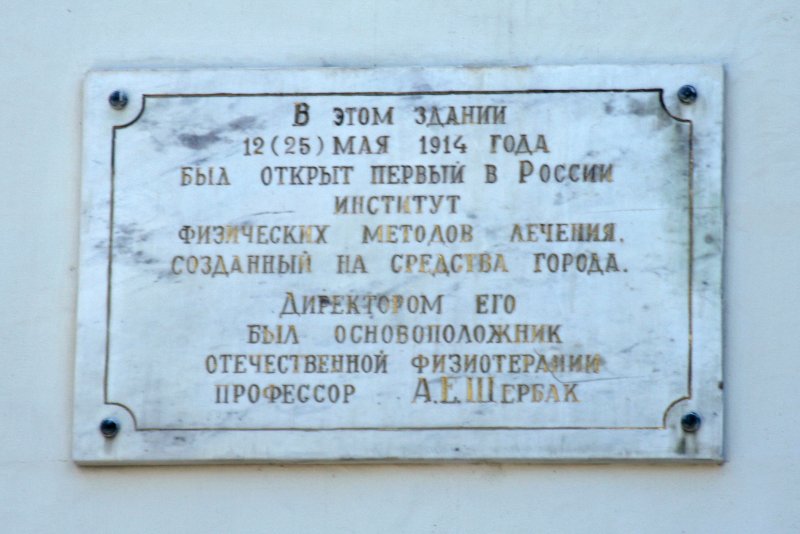 В этом здании
12 (25) мая 1914 года
был открыт первый в России
институт
физических методов лечения,
созданный на средства города.
Директором его
был основоположник
отечественной физиотерапии
профессор А.Е.Щербак